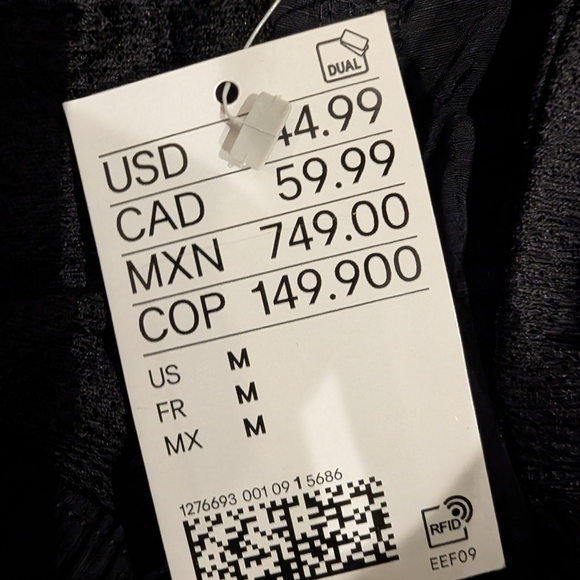 DUAL
USD 44.99
CAD 59.99
MXN 749.00
COP 149.900
US M
FR M
MX M
1276693 001 09 1 5686
RFID
EEF09